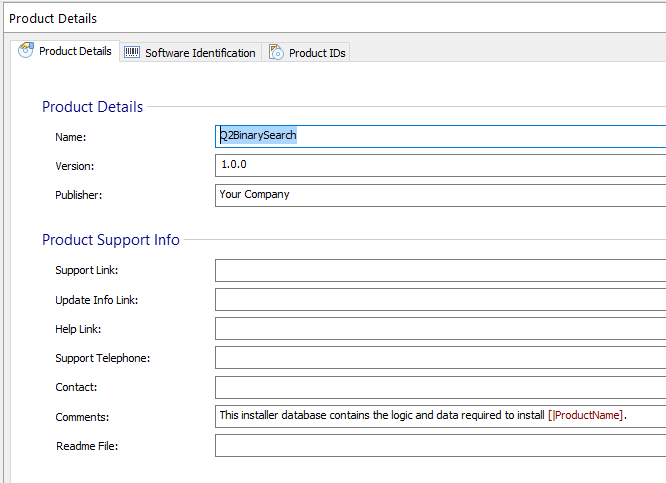 Product Details
Product Details Software Identification Product IDs
Product Details
Name: Q2BinarySearch
Version: 1.0.0
Publisher: Your Company
Product Support Info
Support Link:
Update Info Link:
Help Link:
Support Telephone:
Contact:
Comments: This installer database contains the logic and data required to install [|ProductName].
Readme File: